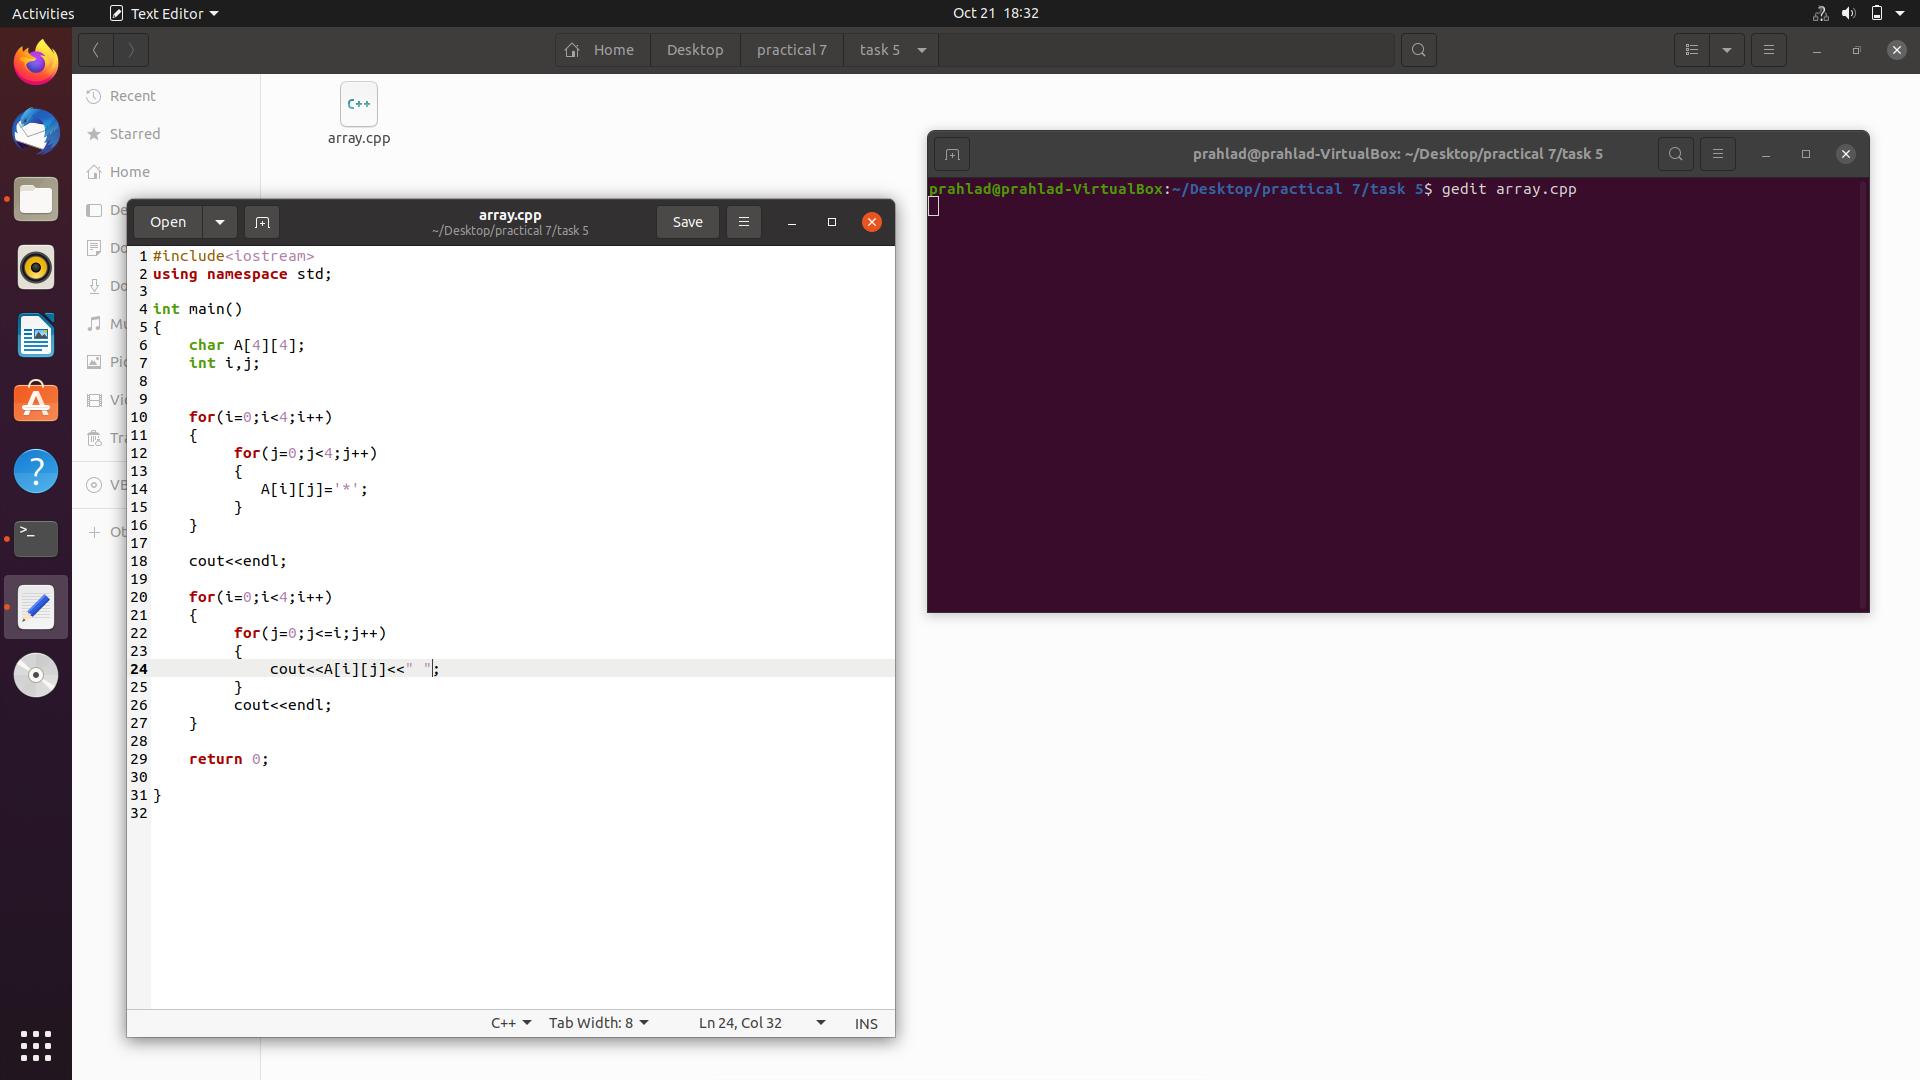 Activities
Text Editor
Oct 21 18:32
Home
Desktop
practical 7
task 5
Recent
Starred
Home
C++
array.cpp
prahlad@prahlad-VirtualBox: ~/Desktop/practical 7/task 5
prahlad@prahlad-VirtualBox:~/Desktop/practical 7/task 5$ gedit array.cpp
De
Do
Do
Mu
Pic
Vid
Tra
VB
Ot
Open
array.cpp
~/Desktop/practical 7/task 5
Save
1 #include<iostream>
2 using namespace std;
3
4 int main()
5 {
6     char A[4][4];
7     int i,j;
8
9
10     for(i=0;i<4;i++)
11     {
12          for(j=0;j<4;j++)
13          {
14             A[i][j]='*';
15          }
16     }
17
18     cout<<endl;
19
20     for(i=0;i<4;i++)
21     {
22          for(j=0;j<=i;j++)
23          {
24              cout<<A[i][j]<<" ";
25          }
26          cout<<endl;
27     }
28
29     return 0;
30
31 }
32
C++
Tab Width: 8
Ln 24, Col 32
INS